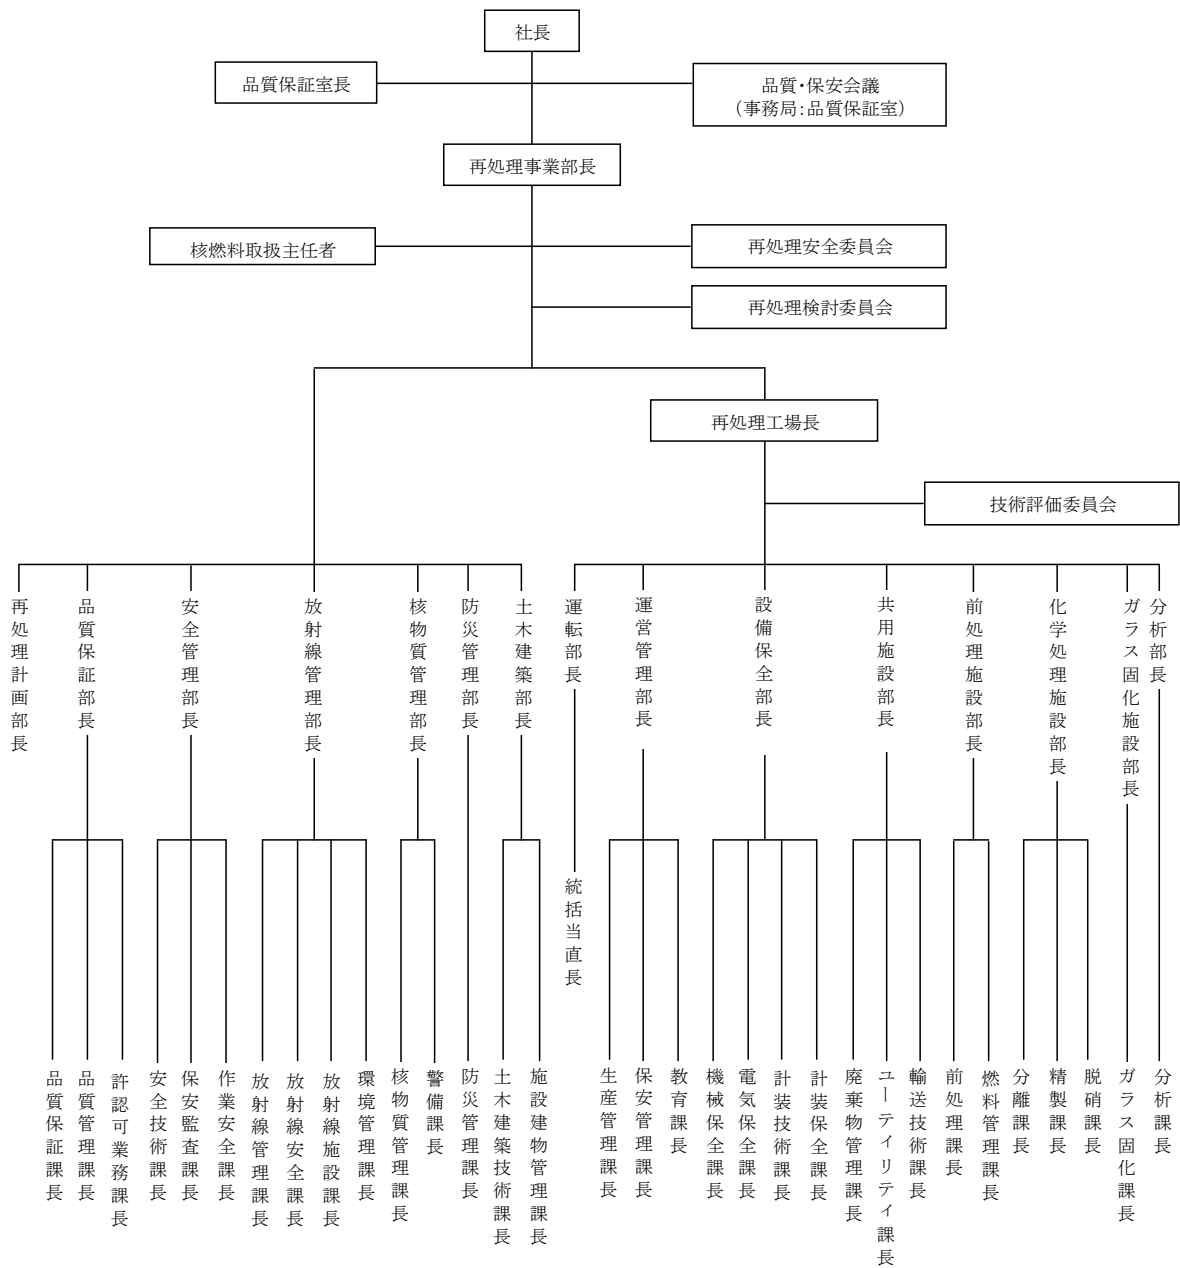 社長
品質保証室長
品質・保安会議
（事務局：品質保証室）
再処理事業部長
核燃料取扱主任者
再処理安全委員会
再処理検討委員会
再処理工場長
技術評価委員会
再処理計画部長
品質保証部長
安全管理部長
放射線管理部長
核物質管理部長
防災管理部長
土木建築部長
運転部長
運営管理部長
設備保全部長
共用施設部長
前処理施設部長
化学処理施設部長
ガラス固化施設部長
分析部長
統括当直長
品質保証課長
品質管理課長
許認可業務課長
安全技術課長
保安監査課長
作業安全課長
放射線管理課長
放射線安全課長
放射線施設課長
環境管理課長
核物質管理課長
警備課長
防災管理課長
土木建築技術課長
施設建物管理課長
生産管理課長
保安管理課長
教育課長
機械保全課長
電気保全課長
計装技術課長
計装保全課長
廃棄物管理課長
ユーティリティ課長
輸送技術課長
前処理課長
燃料管理課長
分離課長
精製課長
脱硝課長
ガラス固化課長
分析課長